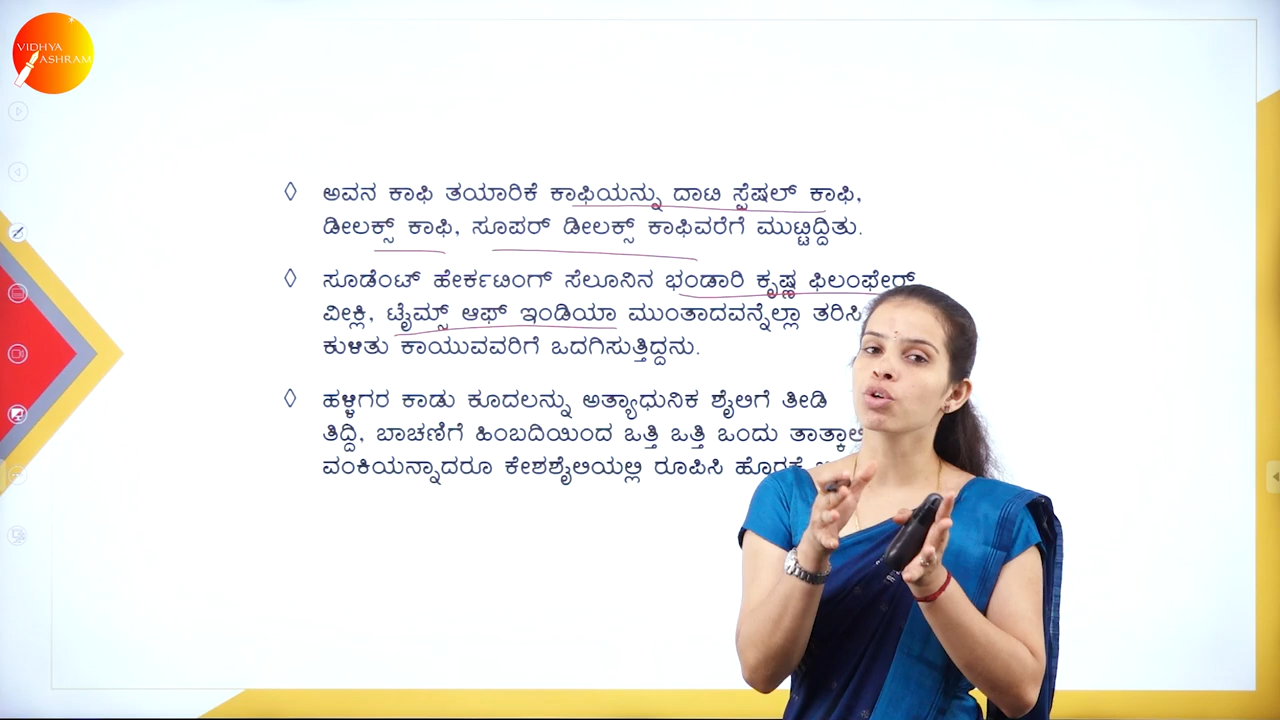 VIDHYA
ASHRAM
ಅವನ ಕಾಫಿ ತಯಾರಿಕೆ ಕಾಫಿಯನ್ನು ದಾಟಿ ಸ್ಪೆಷಲ್ ಕಾಫಿ,
ಡೀಲಕ್ಸ್ ಕಾಫಿ, ಸೂಪರ್ ಡೀಲಕ್ಸ್ ಕಾಫಿವರೆಗೆ ಮುಟ್ಟಿದ್ದಿತು.
ಸೂಡೆಂಟ್ ಹೇರ್ಕಟಿಂಗ್ ಸೆಲೂನಿನ ಭಂಡಾರಿ ಕೃಷ್ಣ ಫಿಲಂಫೇರ್
ವೀಕ್ಲಿ, ಟೈಮ್ಸ್ ಆಫ್ ಇಂಡಿಯಾ ಮುಂತಾದವನ್ನೆಲ್ಲಾ ತರಿಸಿ
ಕುಳಿತು ಕಾಯುವವರಿಗೆ ಒದಗಿಸುತ್ತಿದ್ದನು.
ಹಳ್ಳಿಗರ ಕಾಡು ಕೂದಲನ್ನು ಅತ್ಯಾಧುನಿಕ ಶೈಲಿಗೆ ತೀಡಿ
ತಿದ್ದಿ, ಬಾಚಣಿಗೆ ಹಿಂಬದಿಯಿಂದ ಒತ್ತಿ ಒತ್ತಿ ಒಂದು
ವಂಕಿಯನ್ನಾದರೂ ಕೇಶಶೈಲಿಯಲ್ಲಿ ರೂಪಿಸಿ